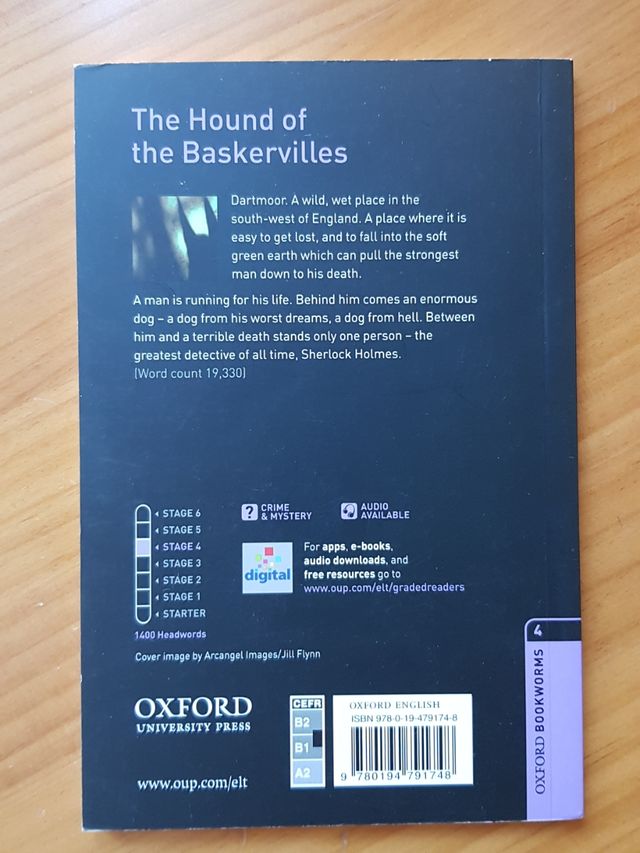 The Hound of
the Baskervilles
Dartmoor. A wild, wet place in the
south-west of England. A place where it is
easy to get lost, and to fall into the soft
green earth which can pull the strongest
man down to his death.
A man is running for his life. Behind him comes an enormous
dog – a dog from his worst dreams, a dog from hell. Between
him and a terrible death stands only one person – the
greatest detective of all time, Sherlock Holmes.
(Word count 19,330)
STAGE 6
STAGE 5
STAGE 4
STAGE 3
STAGE 2
STAGE 1
STARTER
1400 Headwords
? CRIME
& MYSTERY
AUDIO
AVAILABLE
digital
For apps, e-books,
audio downloads, and
free resources go to
www.oup.com/elt/gradedreaders
Cover image by Arcangel Images/Jill Flynn
OXFORD
UNIVERSITY PRESS
www.oup.com/elt
CEFR
B2
B1
A2
OXFORD ENGLISH
ISBN 978-0-19-479174-8
9 780194 791748
4
OXFORD BOOKWORMS